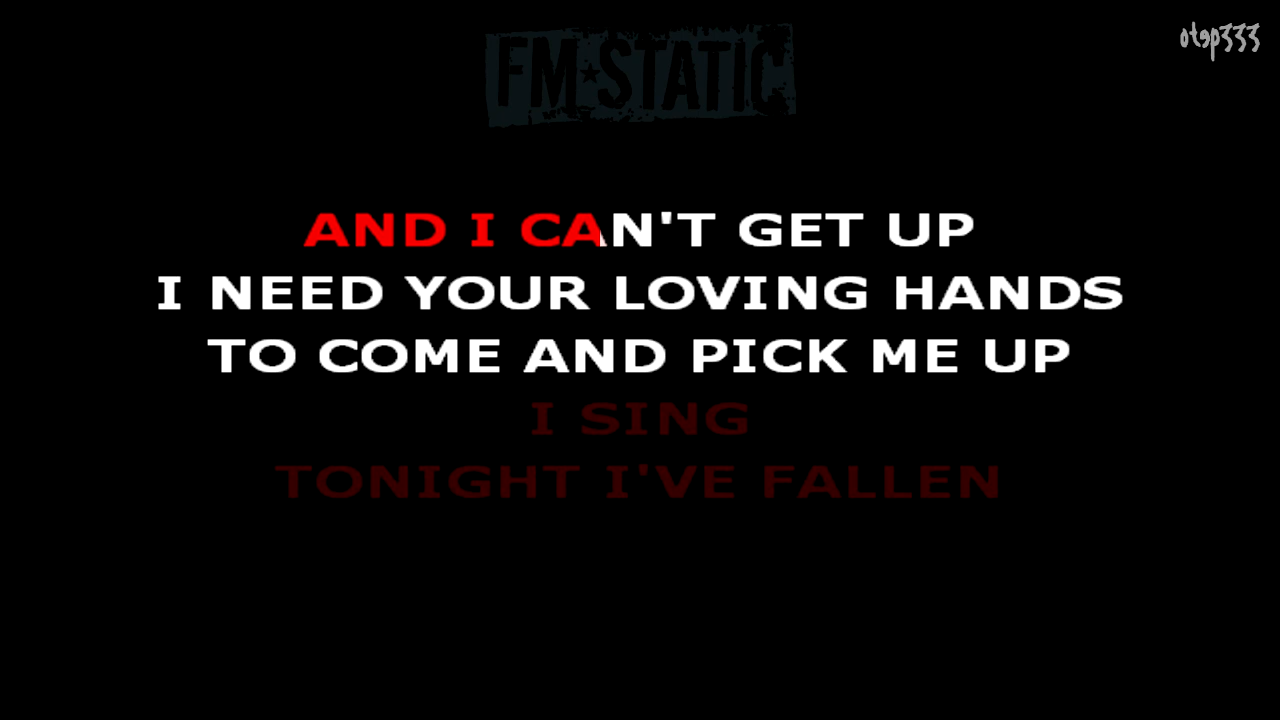 FM★STATIC
otep333
AND I CAN'T GET UP
I NEED YOUR LOVING HANDS
TO COME AND PICK ME UP
I SING
TONIGHT I'VE FALLEN